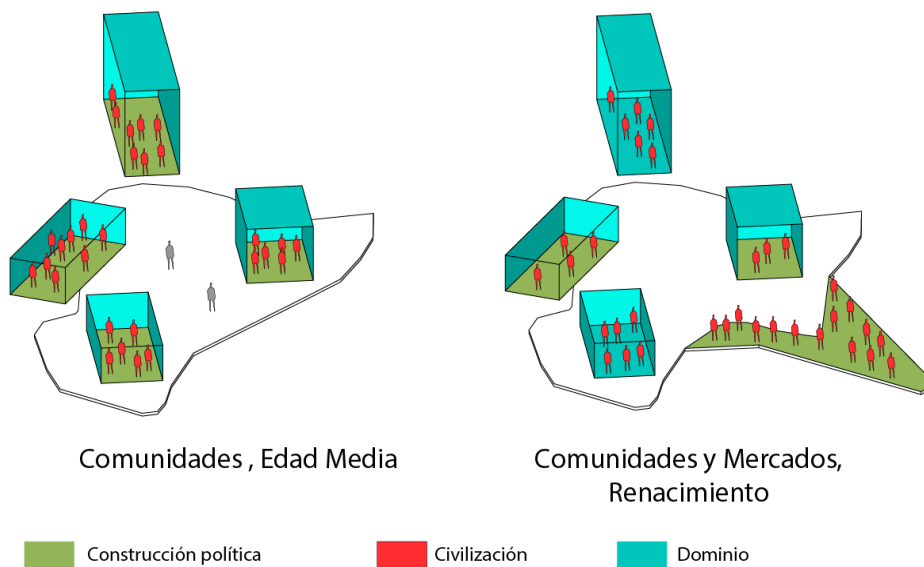 Comunidades , Edad Media
Comunidades y Mercados,
Renacimiento
Construcción política
Civilización
Dominio